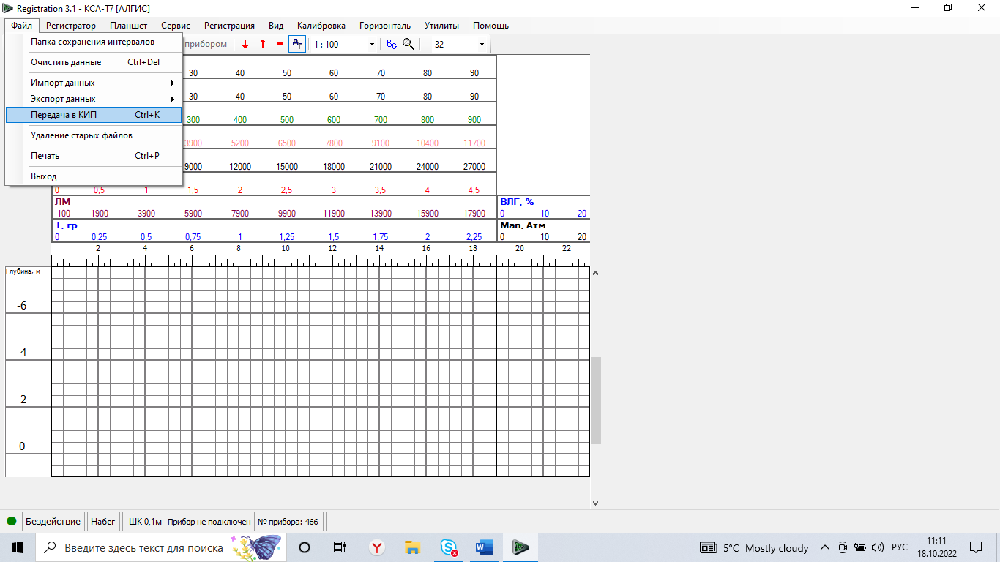 Registration 3.1 - КСА-Т7 [АЛГИС]
Файл Регистратор Планшет Сервис Регистрация Вид Калибровка Горизонталь Утилиты Помощь
прибором 1 : 100 BG 32
Папка сохранения интервалов
Очистить данные Ctrl+Del
Импорт данных
Экспорт данных
Передача в КИП Ctrl+K
Удаление старых файлов
Печать Ctrl+P
Выход
30 40 50 60 70 80 90
30 40 50 60 70 80 90
300 400 500 600 700 800 900
3900 5200 6500 7800 9100 10400 11700
9000 12000 15000 18000 21000 24000 27000
0 0,5 1 1,5 2 2,5 3 3,5 4 4,5
ЛМ ВЛГ, %
-100 1900 3900 5900 7900 9900 11900 13900 15900 17900 0 10 20
Т, гр Man, Атм
0 0,25 0,5 0,75 1 1,25 1,5 1,75 2 2,25 0 10 20
2 4 6 8 10 12 14 16 18 20 22
Глубина, м
-6
-4
-2
0
Бездействие Набег ШК 0,1м Прибор не подключен № прибора: 466
Введите здесь текст для поиска 5°C Mostly cloudy РУС 11:11
18.10.2022